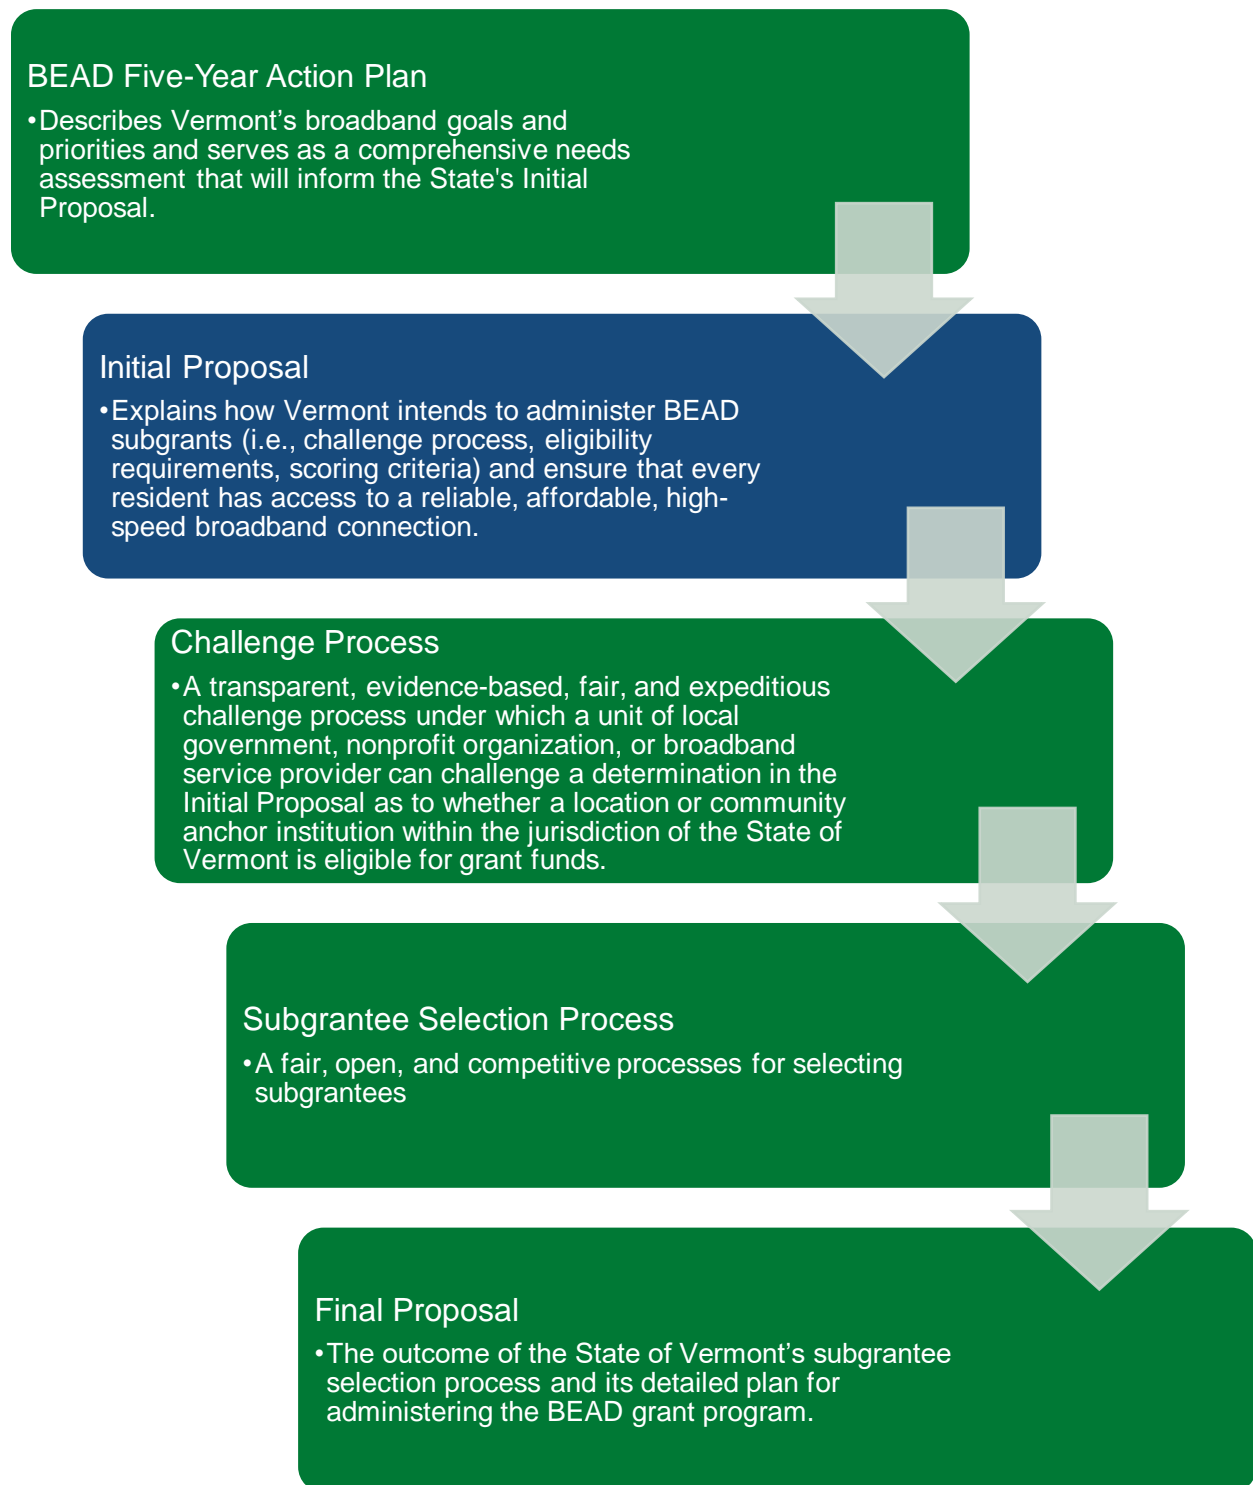 BEAD Five-Year Action Plan
•Describes Vermont’s broadband goals and
priorities and serves as a comprehensive needs
assessment that will inform the State's Initial
Proposal.
Initial Proposal
•Explains how Vermont intends to administer BEAD
subgrants (i.e., challenge process, eligibility
requirements, scoring criteria) and ensure that every
resident has access to a reliable, affordable, high-
speed broadband connection.
Challenge Process
•A transparent, evidence-based, fair, and expeditious
challenge process under which a unit of local
government, nonprofit organization, or broadband
service provider can challenge a determination in the
Initial Proposal as to whether a location or community
anchor institution within the jurisdiction of the State of
Vermont is eligible for grant funds.
Subgrantee Selection Process
•A fair, open, and competitive processes for selecting
subgrantees
Final Proposal
•The outcome of the State of Vermont’s subgrantee
selection process and its detailed plan for
administering the BEAD grant program.